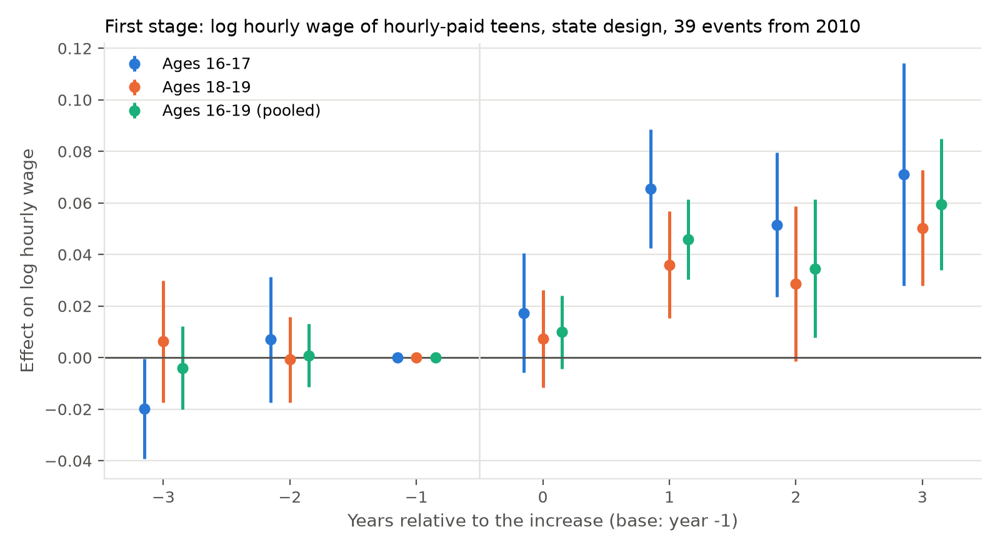 First stage: log hourly wage of hourly-paid teens, state design, 39 events from 2010
Ages 16-17
Ages 18-19
Ages 16-19 (pooled)
Effect on log hourly wage
0.12
0.10
0.08
0.06
0.04
0.02
0.00
−0.02
−0.04
−3
−2
−1
0
1
2
3
Years relative to the increase (base: year -1)